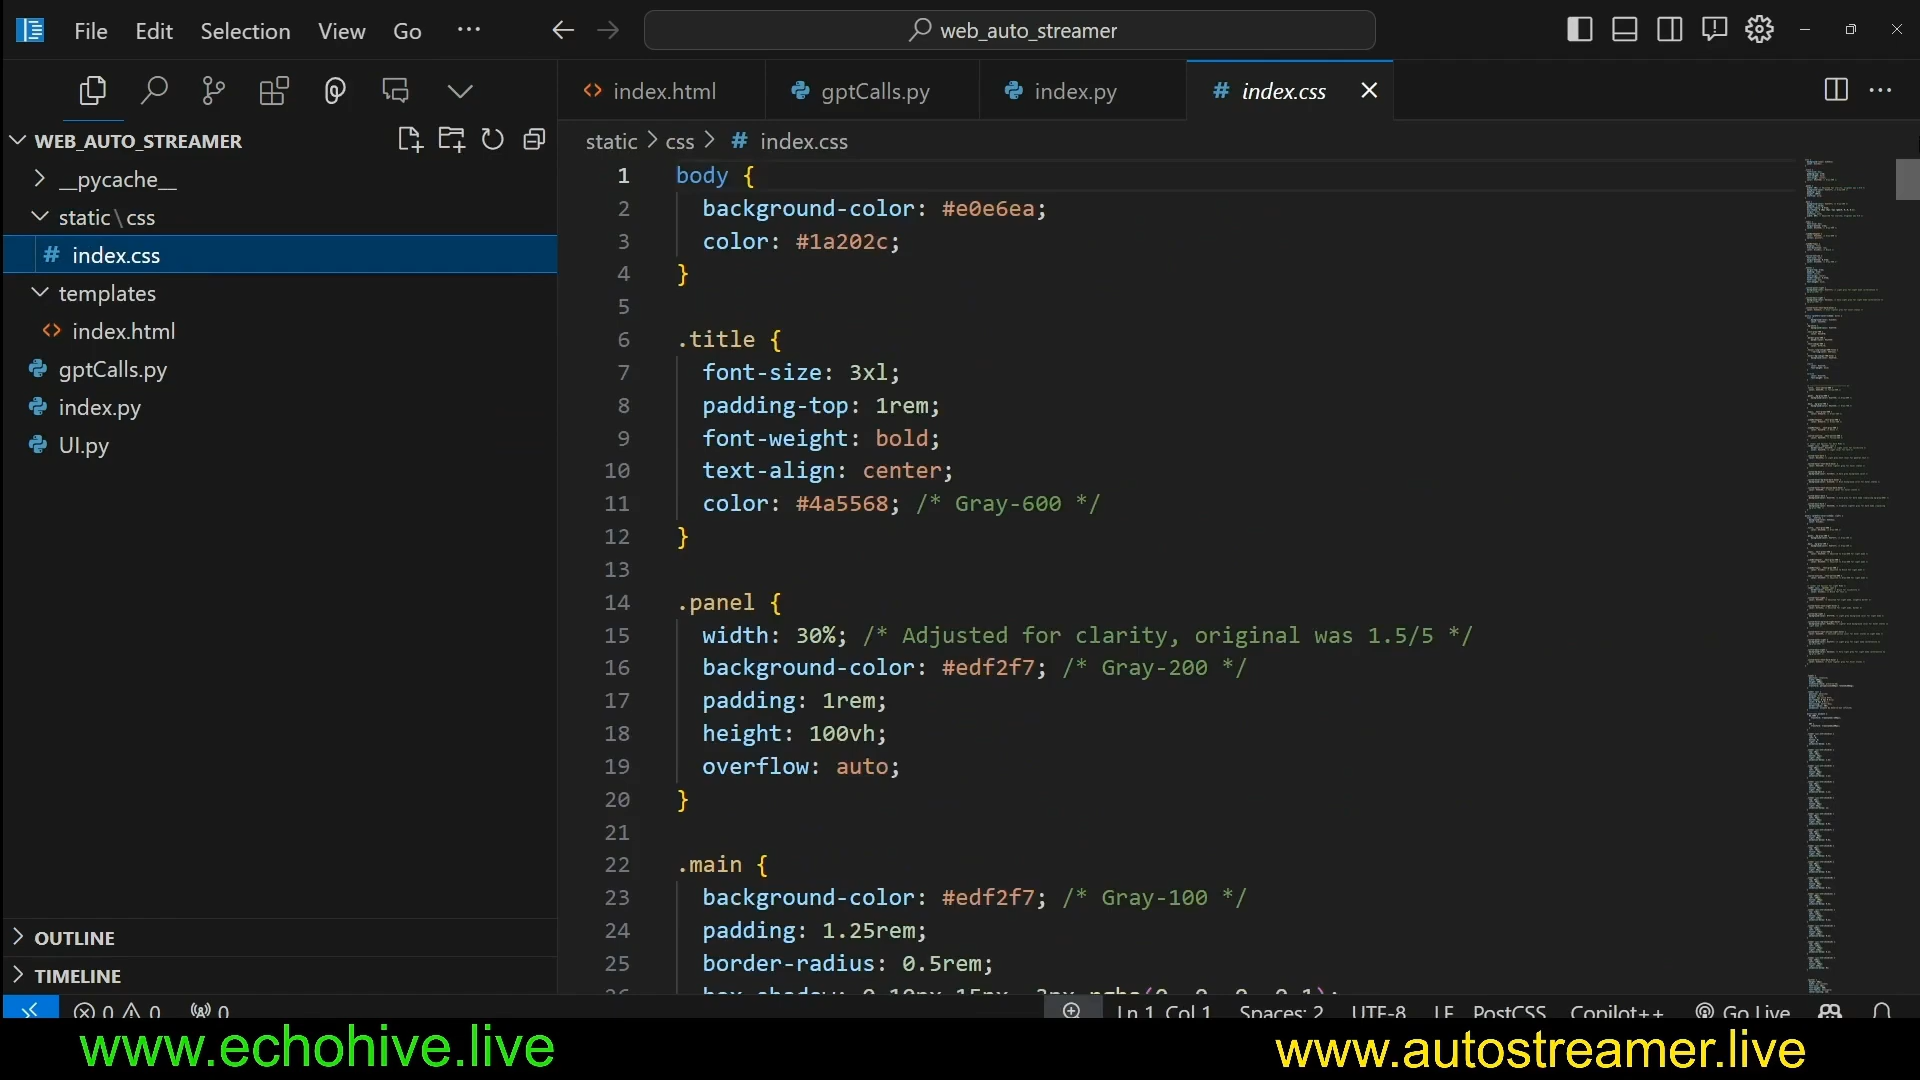 File Edit Selection View Go ··· web_auto_streamer
index.html gptCalls.py index.py # index.css
WEB_AUTO_STREAMER
__pycache__
static\css
# index.css
templates
index.html
gptCalls.py
index.py
UI.py
OUTLINE
TIMELINE
static > css > # index.css
1 body {
2 background-color: #e0e6ea;
3 color: #1a202c;
4 }
5
6 .title {
7 font-size: 3xl;
8 padding-top: 1rem;
9 font-weight: bold;
10 text-align: center;
11 color: #4a5568; /* Gray-600 */
12 }
13
14 .panel {
15 width: 30%; /* Adjusted for clarity, original was 1.5/5 */
16 background-color: #edf2f7; /* Gray-200 */
17 padding: 1rem;
18 height: 100vh;
19 overflow: auto;
20 }
21
22 .main {
23 background-color: #edf2f7; /* Gray-100 */
24 padding: 1.25rem;
25 border-radius: 0.5rem;
0 0 0 Ln 1, Col 1 Spaces: 2 UTF-8 LF PostCSS Copilot++ Go Live
www.echohive.live www.autostreamer.live